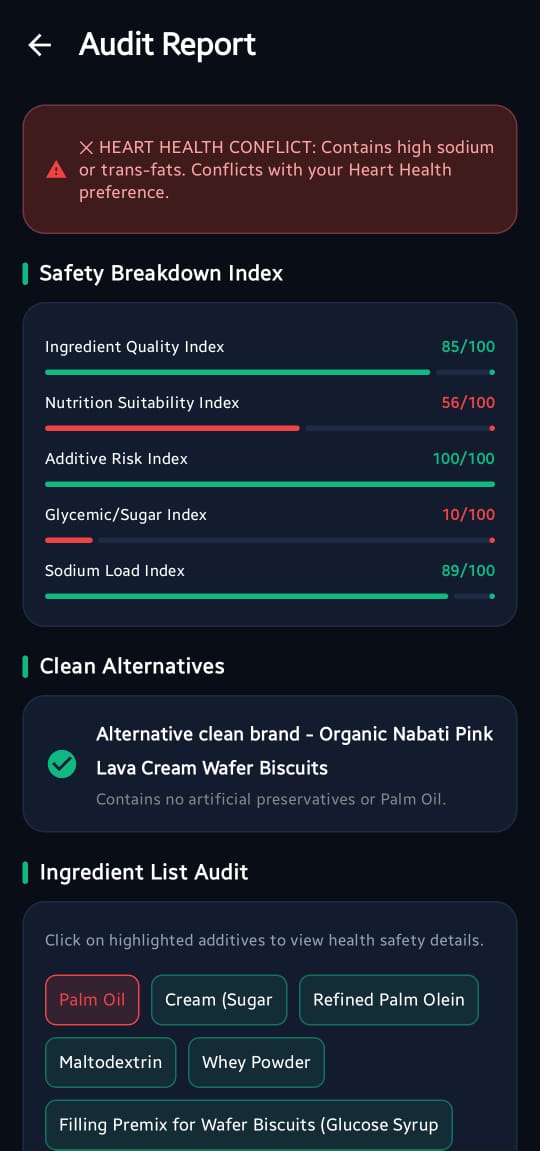 Audit Report
✕ HEART HEALTH CONFLICT: Contains high sodium
or trans-fats. Conflicts with your Heart Health
preference.
Safety Breakdown Index
Ingredient Quality Index 85/100
Nutrition Suitability Index 56/100
Additive Risk Index 100/100
Glycemic/Sugar Index 10/100
Sodium Load Index 89/100
Clean Alternatives
Alternative clean brand - Organic Nabati Pink
Lava Cream Wafer Biscuits
Contains no artificial preservatives or Palm Oil.
Ingredient List Audit
Click on highlighted additives to view health safety details.
Palm Oil Cream (Sugar Refined Palm Olein
Maltodextrin Whey Powder
Filling Premix for Wafer Biscuits (Glucose Syrup